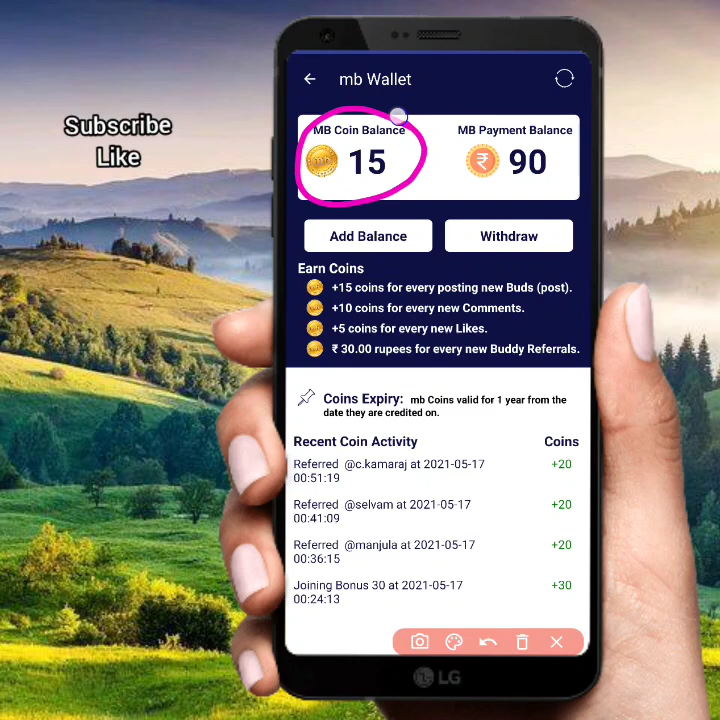 Subscribe
Like
mb Wallet
MB Coin Balance
MB Payment Balance
mb
15
₹
90
Add Balance
Withdraw
Earn Coins
+15 coins for every posting new Buds (post).
+10 coins for every new Comments.
+5 coins for every new Likes.
₹ 30.00 rupees for every new Buddy Referrals.
Coins Expiry: mb Coins valid for 1 year from the
date they are credited on.
Recent Coin Activity
Coins
Referred @c.kamaraj at 2021-05-17
+20
00:51:19
Referred @selvam at 2021-05-17
+20
00:41:09
Referred @manjula at 2021-05-17
+20
00:36:15
Joining Bonus 30 at 2021-05-17
+30
00:24:13
LG